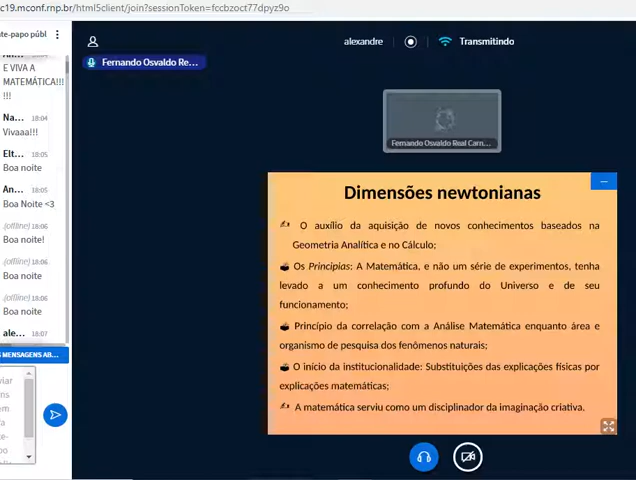 c19.mconf.rnp.br/html5client/join?sessionToken=fccbzoct77dpyz9o
te-papo públ
alexandre
Transmitindo
Fernando Osvaldo Re...
E VIVA A
MATEMÁTICA!!!
!!!
Na... 18:04
Vivaaa!!!
Elt... 18:05
Boa noite
An... 18:05
Boa Noite <3
(offline) 18:06
Boa noite!
(offline) 18:06
Boa noite
(offline) 18:06
Boa noite
ale... 18:07
MENSAGENS AB...
Fernando Osvaldo Real Carn...
Dimensões newtonianas
O auxílio da aquisição de novos conhecimentos baseados na
Geometria Analítica e no Cálculo;
Os Principias: A Matemática, e não um série de experimentos, tenha
levado a um conhecimento profundo do Universo e de seu
funcionamento;
Princípio da correlação com a Análise Matemática enquanto área e
organismo de pesquisa dos fenômenos naturais;
O início da institucionalidade: Substituições das explicações físicas por
explicações matemáticas;
A matemática serviu como um disciplinador da imaginação criativa.